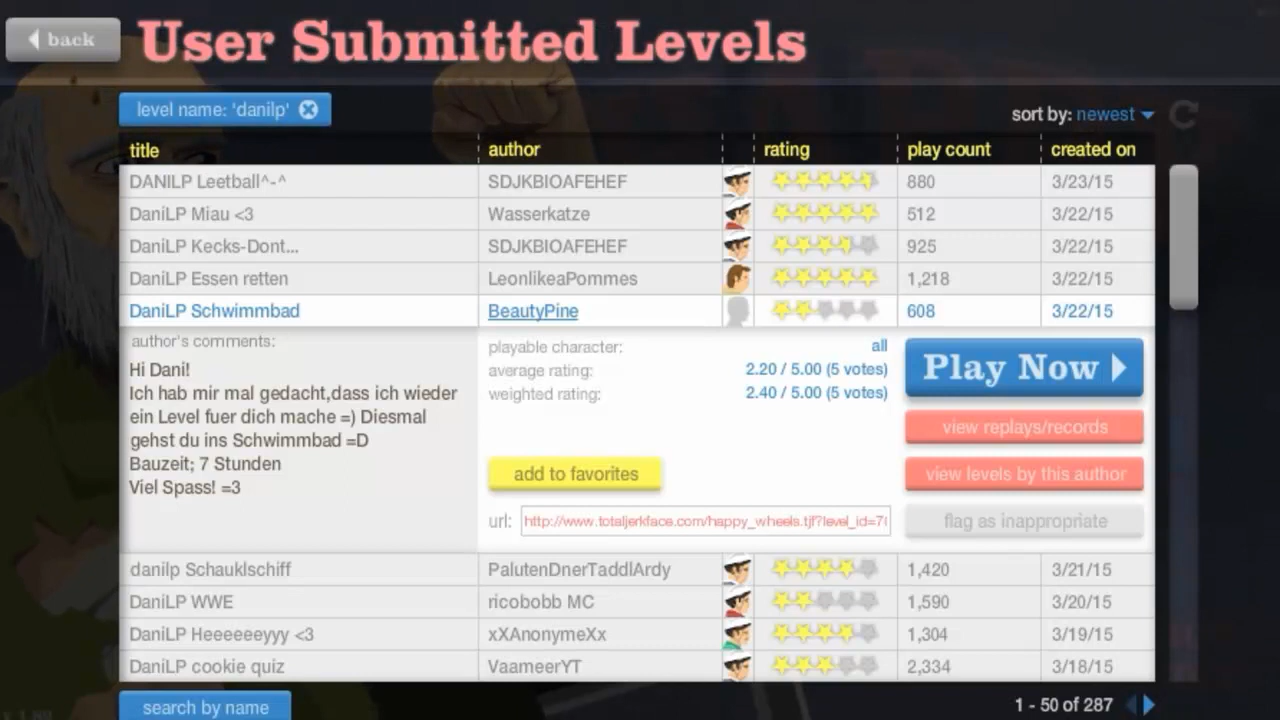 back
User Submitted Levels
level name: 'danilp'
sort by: newest
title author rating play count created on
DANILP Leetball^-^ SDJKBIOAFEHEF 880 3/23/15
DaniLP Miau <3 Wasserkatze 512 3/22/15
DaniLP Kecks-Dont... SDJKBIOAFEHEF 925 3/22/15
DaniLP Essen retten LeonlikeaPommes 1,218 3/22/15
DaniLP Schwimmbad BeautyPine 608 3/22/15
author's comments:
Hi Dani!
Ich hab mir mal gedacht,dass ich wieder
ein Level fuer dich mache =) Diesmal
gehst du ins Schwimmbad =D
Bauzeit; 7 Stunden
Viel Spass! =3
playable character: all
average rating: 2.20 / 5.00 (5 votes)
weighted rating: 2.40 / 5.00 (5 votes)
add to favorites
url: http://www.totaljerkface.com/happy_wheels.tjf?level_id=7
Play Now
view replays/records
view levels by this author
flag as inappropriate
danilp Schauklschiff PalutenDnerTaddlArdy 1,420 3/21/15
DaniLP WWE ricobobb MC 1,590 3/20/15
DaniLP Heeeeeyyy <3 xXAnonymeXx 1,304 3/19/15
DaniLP cookie quiz VaameerYT 2,334 3/18/15
search by name
1 - 50 of 287